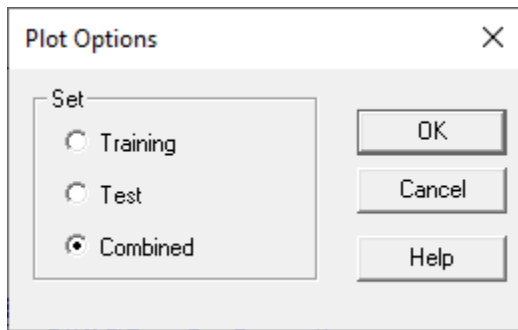 Plot Options
Set
Training
Test
Combined
OK
Cancel
Help